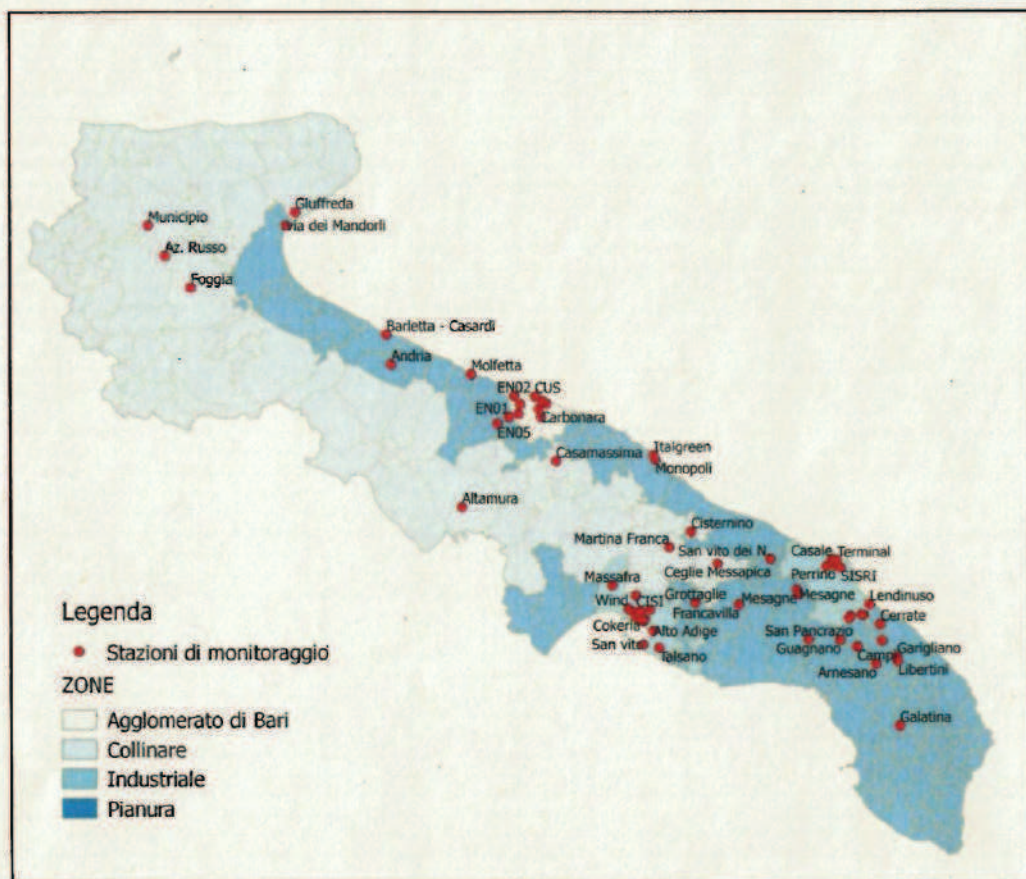 Giuffreda
Municipio
via dei Mandorli
Az. Russo
Foggia
Barletta - Casardi
Andria
Molfetta
EN02 CUS
EN01
Carbonara
EN05
Italgreen
Casamassima
Monopoli
Altamura
Cisternino
Martina Franca
San vito dei N.
Casale Terminal
Ceglie Messapica
Massafra
Perrino SISRI
Grottaglie
Mesagne
Mesagne
Lendinuso
Wind CISI
Francavilla
Cerrate
Cokeria
Alto Adige
San Pancrazio
San vito
Guagnano
Garigliano
Talsano
Campi
Arnesano
Libertini
Galatina
Legenda
Stazioni di monitoraggio
ZONE
Agglomerato di Bari
Collinare
Industriale
Pianura